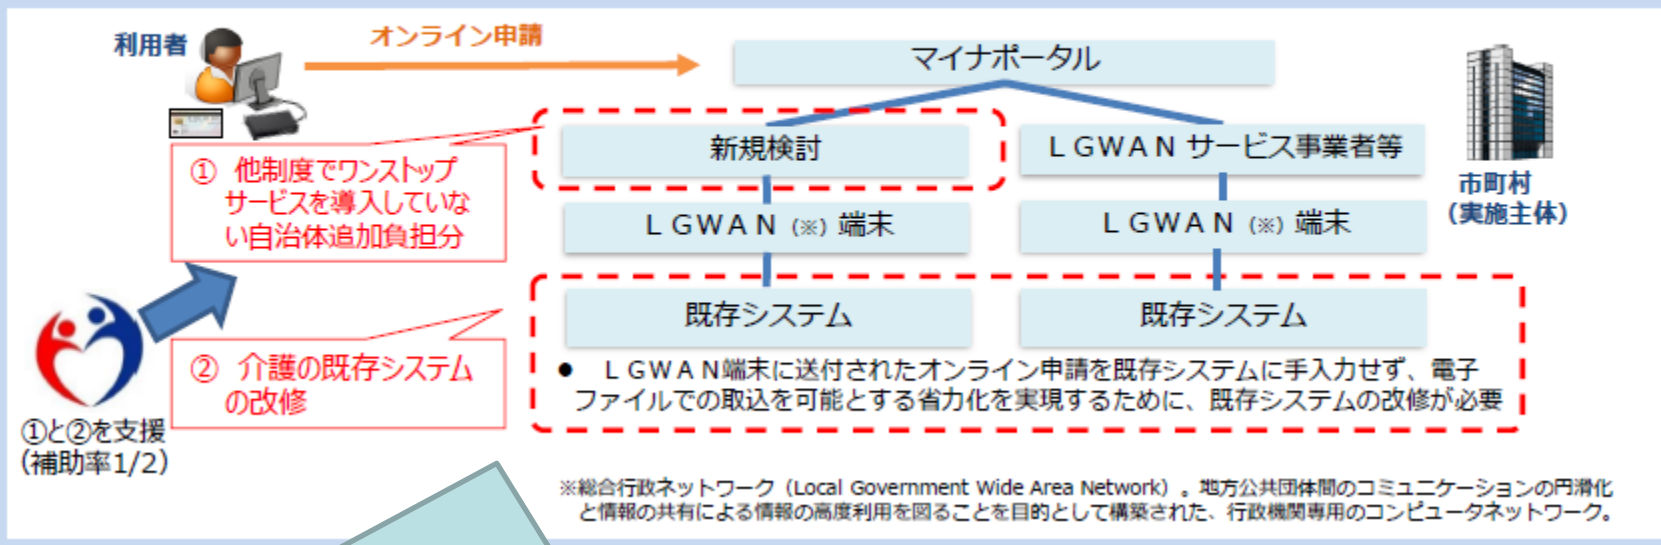 利用者
オンライン申請
マイナポータル
新規検討
ＬＧＷＡＮ サービス事業者等
市町村
（実施主体）
① 他制度でワンストップ
サービスを導入していな
い自治体追加負担分
ＬＧＷＡＮ（※）端末
ＬＧＷＡＮ（※）端末
既存システム
既存システム
② 介護の既存システム
の改修
● ＬＧＷＡＮ端末に送付されたオンライン申請を既存システムに手入力せず、電子
ファイルでの取込を可能とする省力化を実現するために、既存システムの改修が必要
①と②を支援
（補助率1/2）
※総合行政ネットワーク（Local Government Wide Area Network）。地方公共団体間のコミュニケーションの円滑化
と情報の共有による情報の高度利用を図ることを目的として構築された、行政機関専用のコンピュータネットワーク。